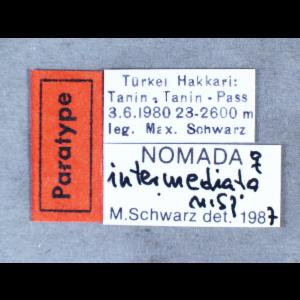 Paratype
Türkei Hakkari:
Tanin-Tanin-Pass
3.6.1980 23-2600 m
leg. Max. Schwarz
NOMADA ♀
intermediata
n.sp.
M.Schwarz det. 1987